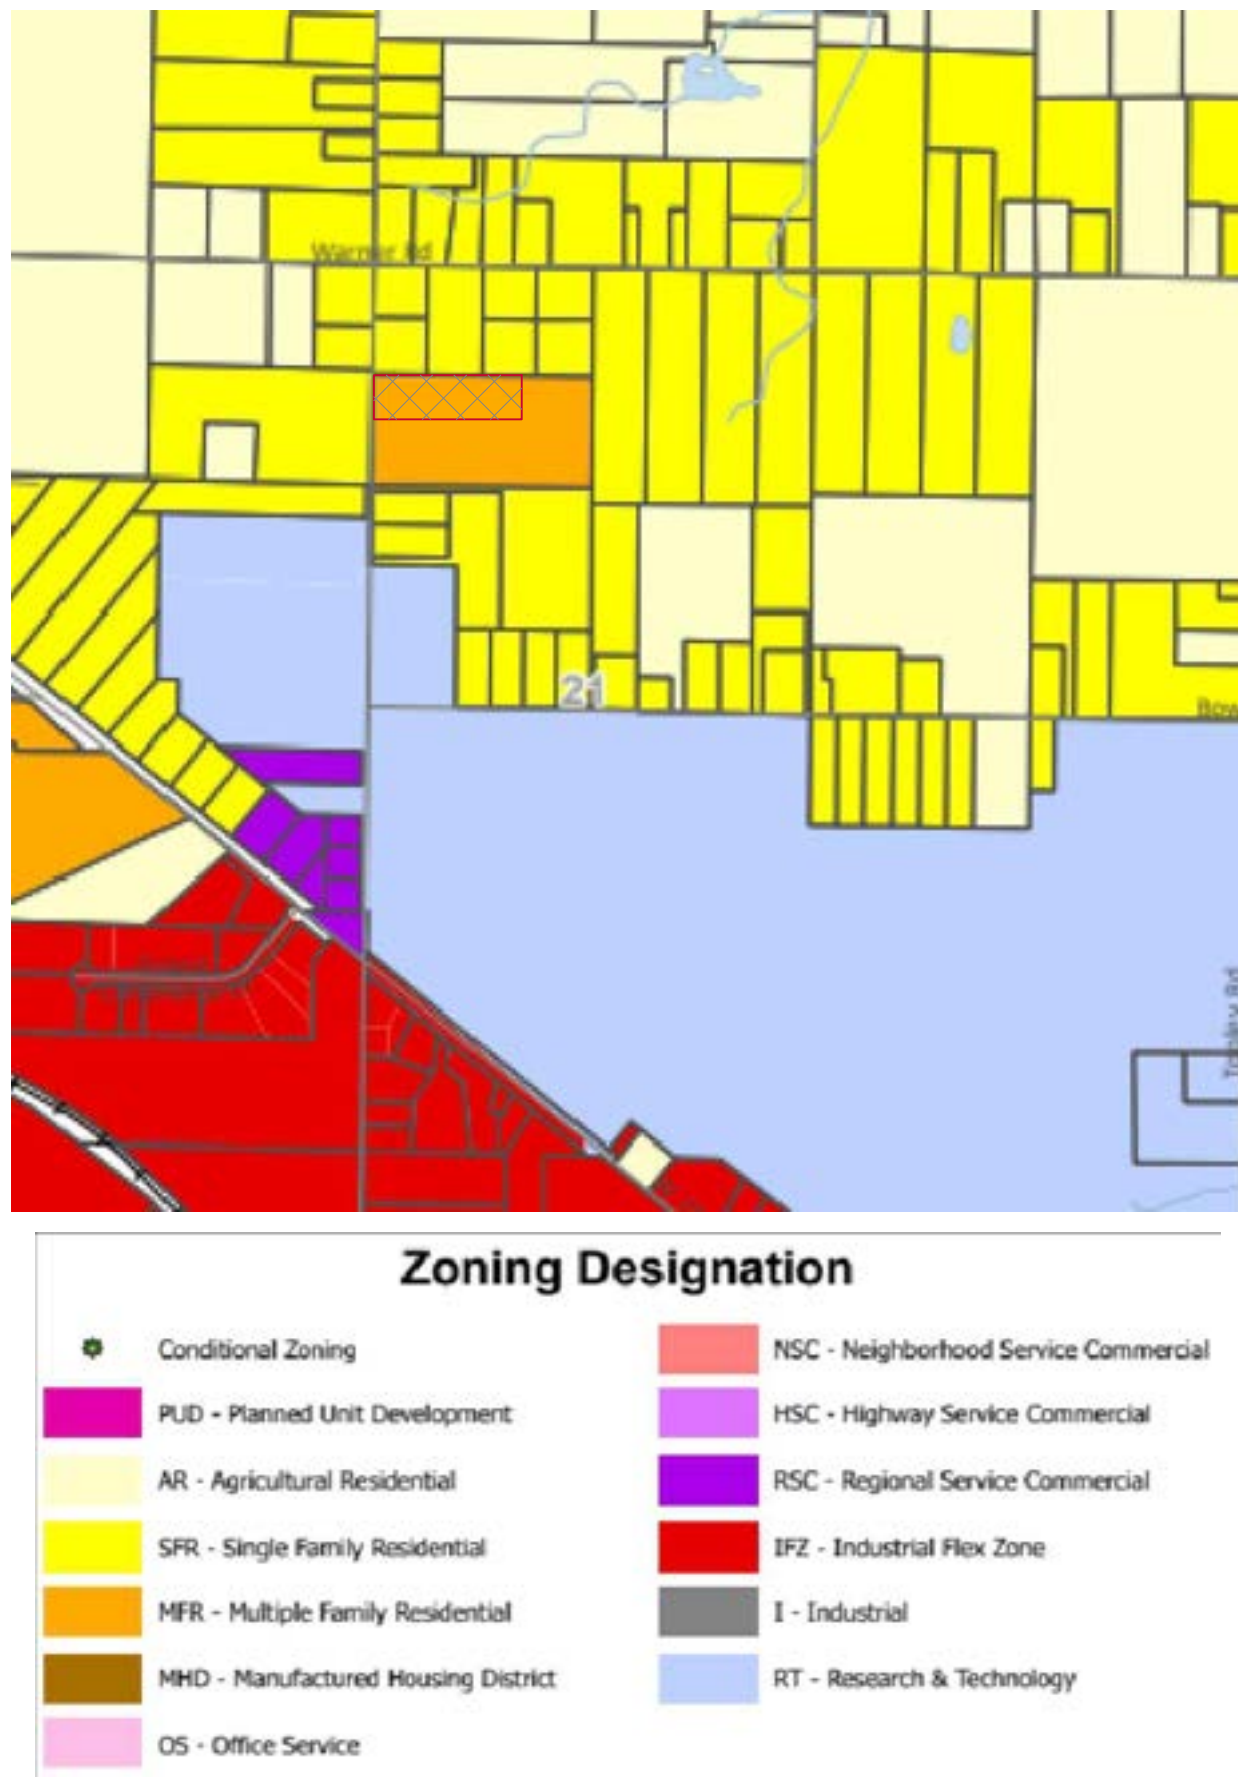 Warner Rd
21
Bow
Zoning Designation
Conditional Zoning
PUD - Planned Unit Development
AR - Agricultural Residential
SFR - Single Family Residential
MFR - Multiple Family Residential
MHD - Manufactured Housing District
OS - Office Service
NSC - Neighborhood Service Commercial
HSC - Highway Service Commercial
RSC - Regional Service Commercial
IFZ - Industrial Flex Zone
I - Industrial
RT - Research & Technology